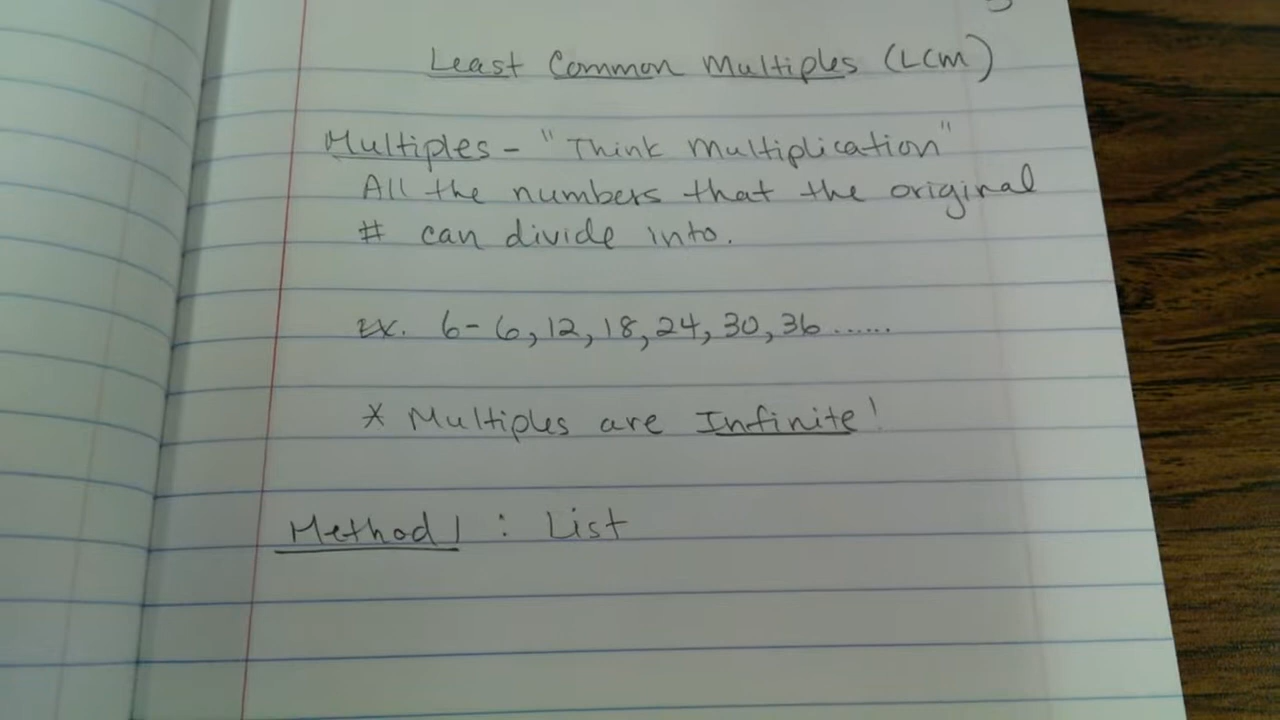 Least Common Multiples (LCM)
Multiples - "Think Multiplication"
All the numbers that the original
# can divide into.
Ex. 6 - 6, 12, 18, 24, 30, 36 ......
* Multiples are Infinite!
Method 1 : List